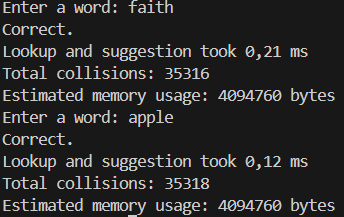 Enter a word: faith
Correct.
Lookup and suggestion took 0,21 ms
Total collisions: 35316
Estimated memory usage: 4094760 bytes
Enter a word: apple
Correct.
Lookup and suggestion took 0,12 ms
Total collisions: 35318
Estimated memory usage: 4094760 bytes